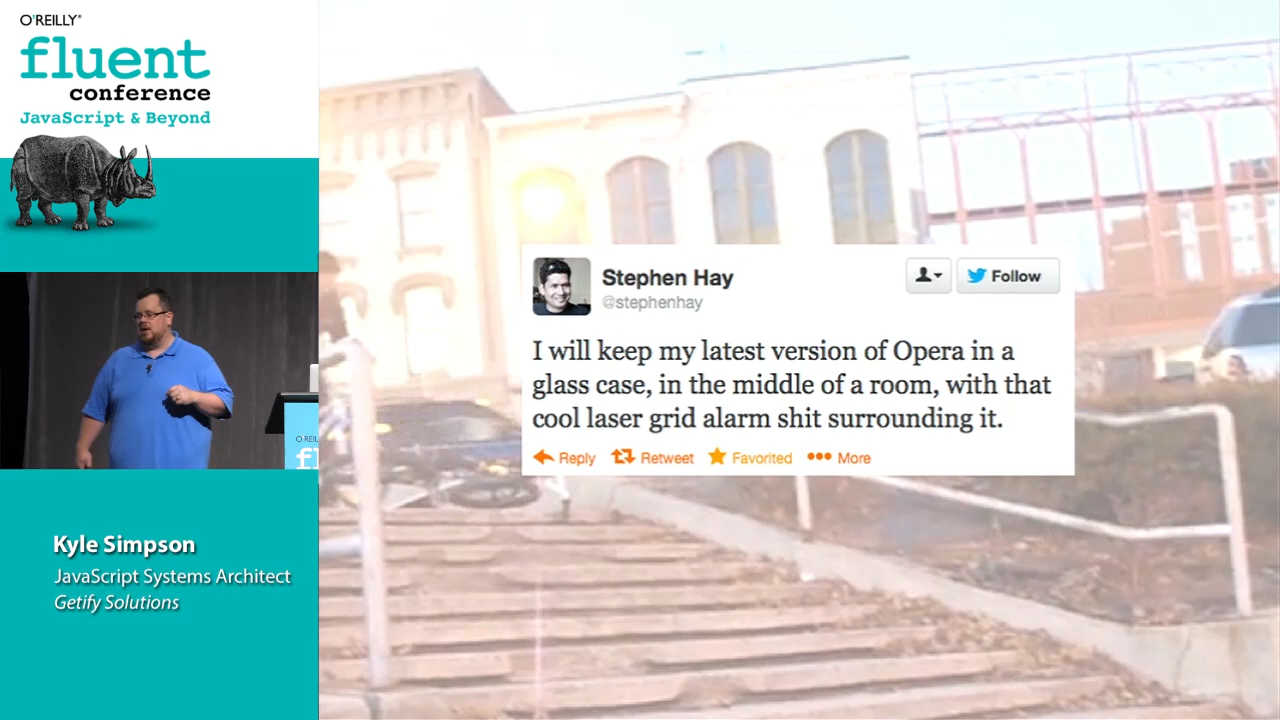 O'REILLY®
fluent
conference
JavaScript & Beyond
Stephen Hay
@stephenhay
Follow
I will keep my latest version of Opera in a
glass case, in the middle of a room, with that
cool laser grid alarm shit surrounding it.
Reply Retweet Favorited More
O REIL
fl
Kyle Simpson
JavaScript Systems Architect
Getify Solutions